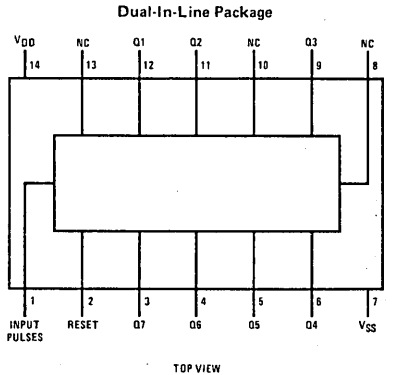 Dual-In-Line Package
VDD NC Q1 Q2 NC Q3 NC
14 13 12 11 10 9 8
1 2 3 4 5 6 7
INPUT PULSES RESET Q7 Q6 Q5 Q4 VSS
TOP VIEW